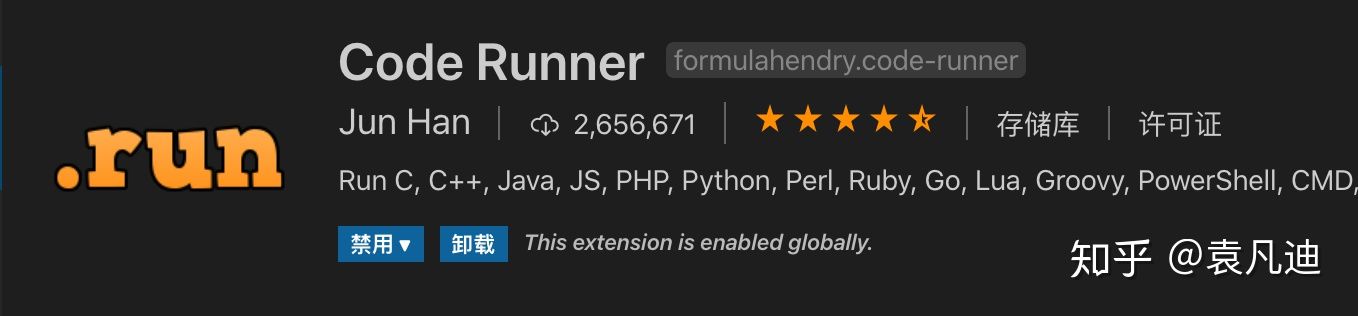 Code Runner formulahendry.code-runner
.run
Jun Han 2,656,671 存储库 许可证
Run C, C++, Java, JS, PHP, Python, Perl, Ruby, Go, Lua, Groovy, PowerShell, CMD,
禁用 卸载 This extension is enabled globally.
知乎 @袁凡迪